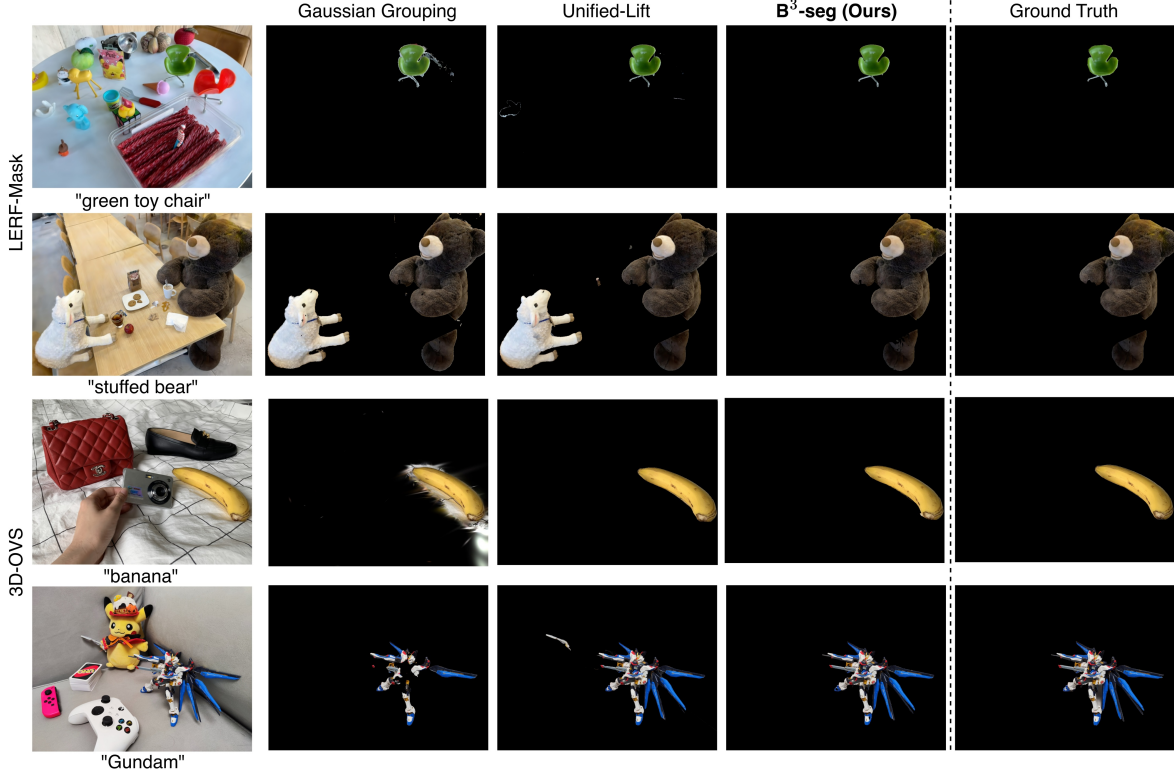 Gaussian Grouping
Unified-Lift
B³-seg (Ours)
Ground Truth
LERF-Mask
"green toy chair"
"stuffed bear"
3D-OVS
"banana"
"Gundam"